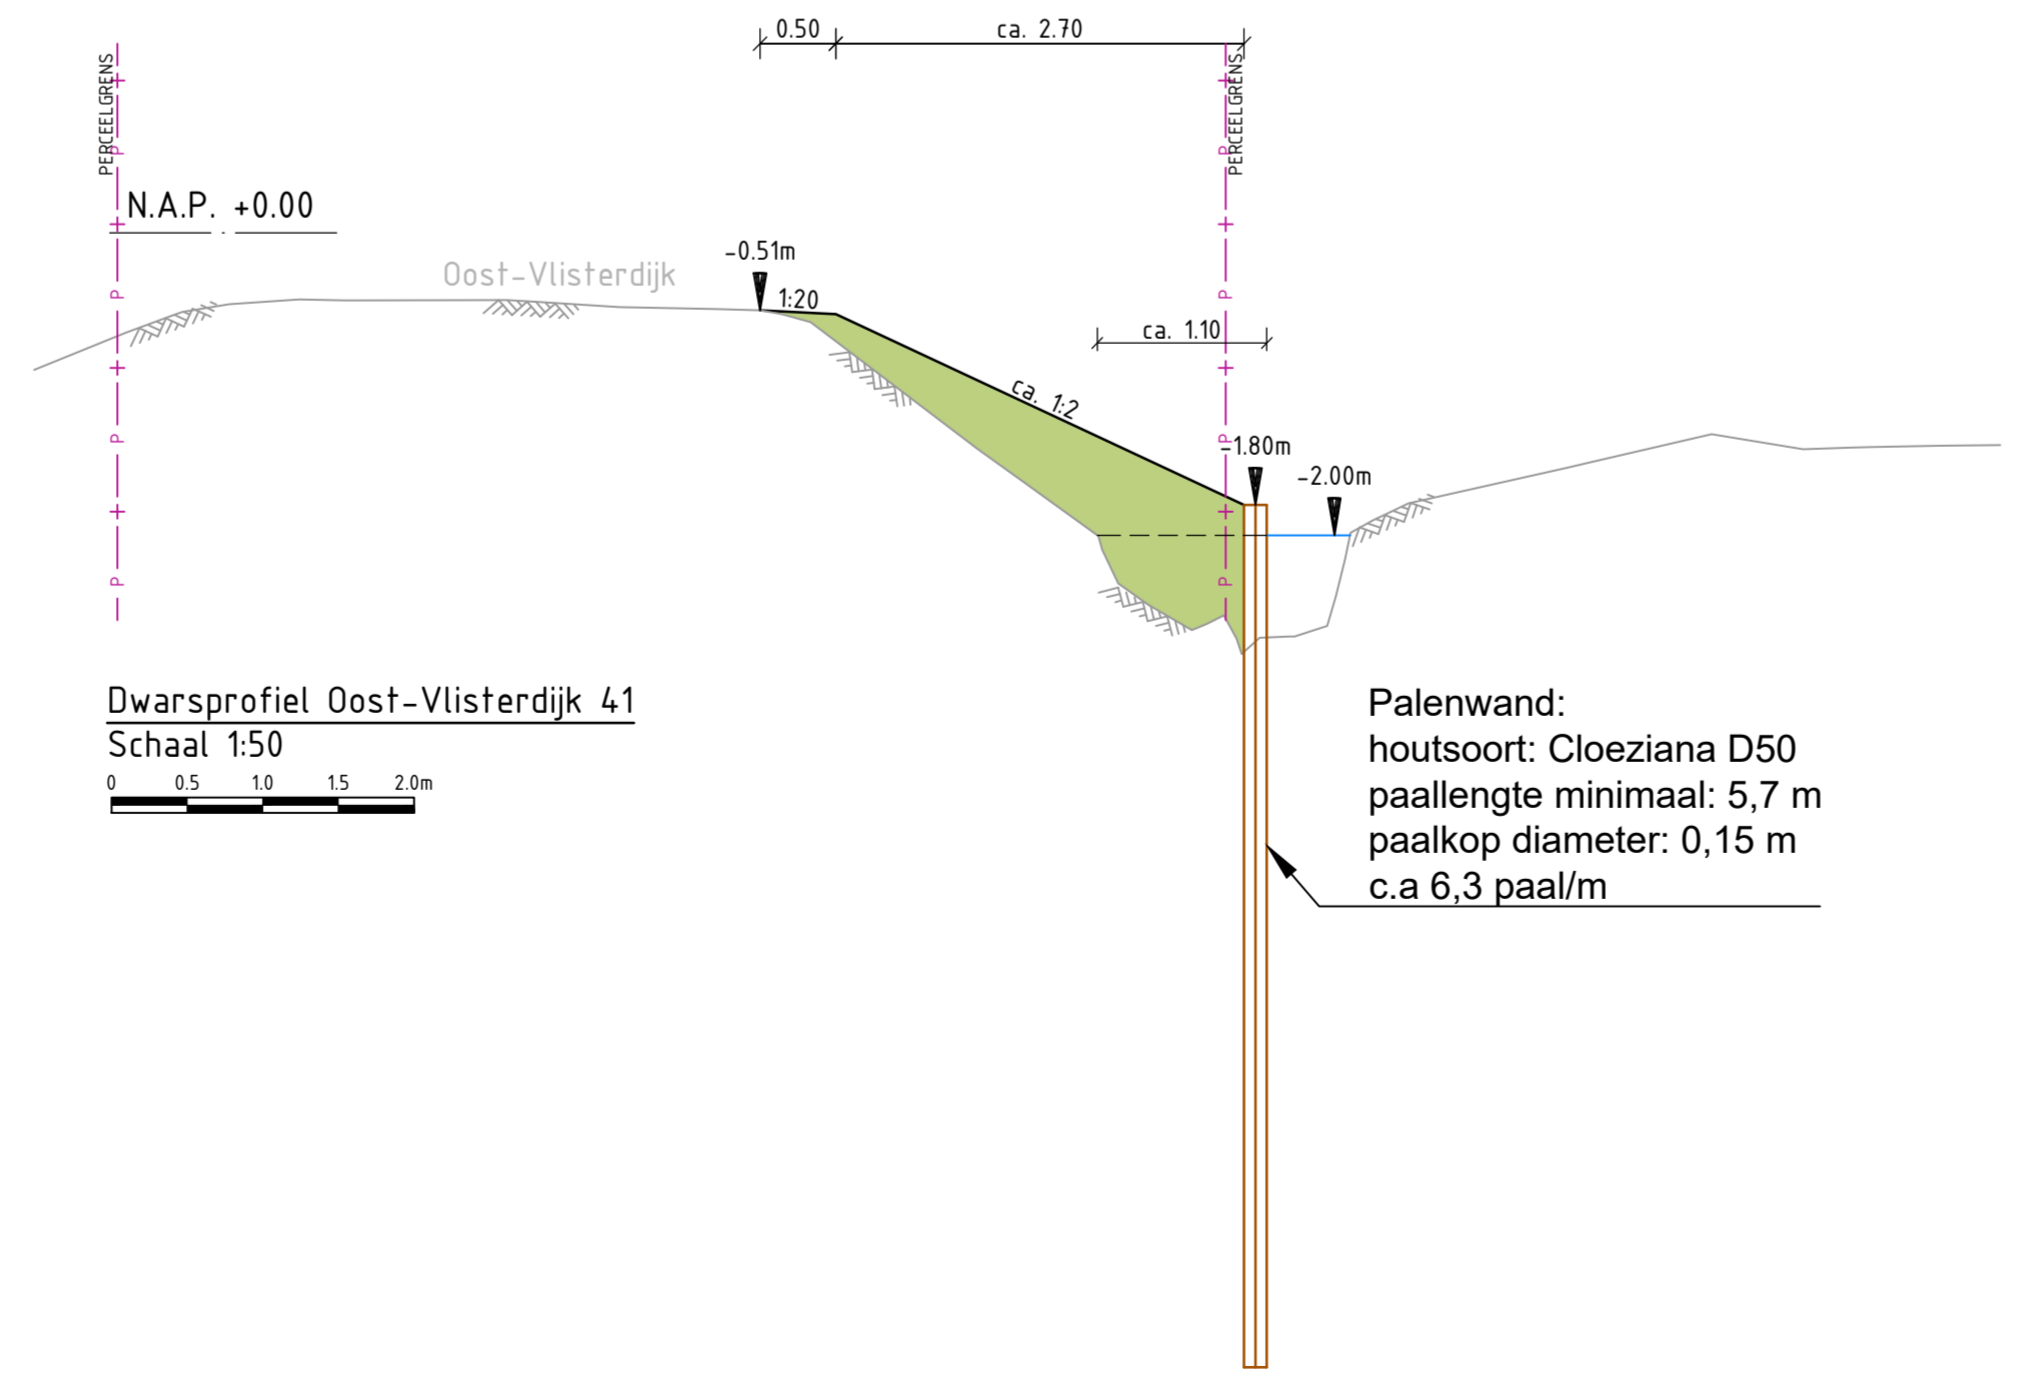 0.50
ca. 2.70
PERCEELGRENS
PERCEELGRENS
P
P
N.A.P. +0.00
-0.51m
Oost-Vlisterdijk
P
1:20
P
ca. 1.10
ca. 1:2
P
P
-1.80m
-2.00m
P
P
Dwarsprofiel Oost-Vlisterdijk 41
Schaal 1:50
0 0.5 1.0 1.5 2.0m
Palenwand:
houtsoort: Cloeziana D50
paallengte minimaal: 5,7 m
paalkop diameter: 0,15 m
c.a 6,3 paal/m